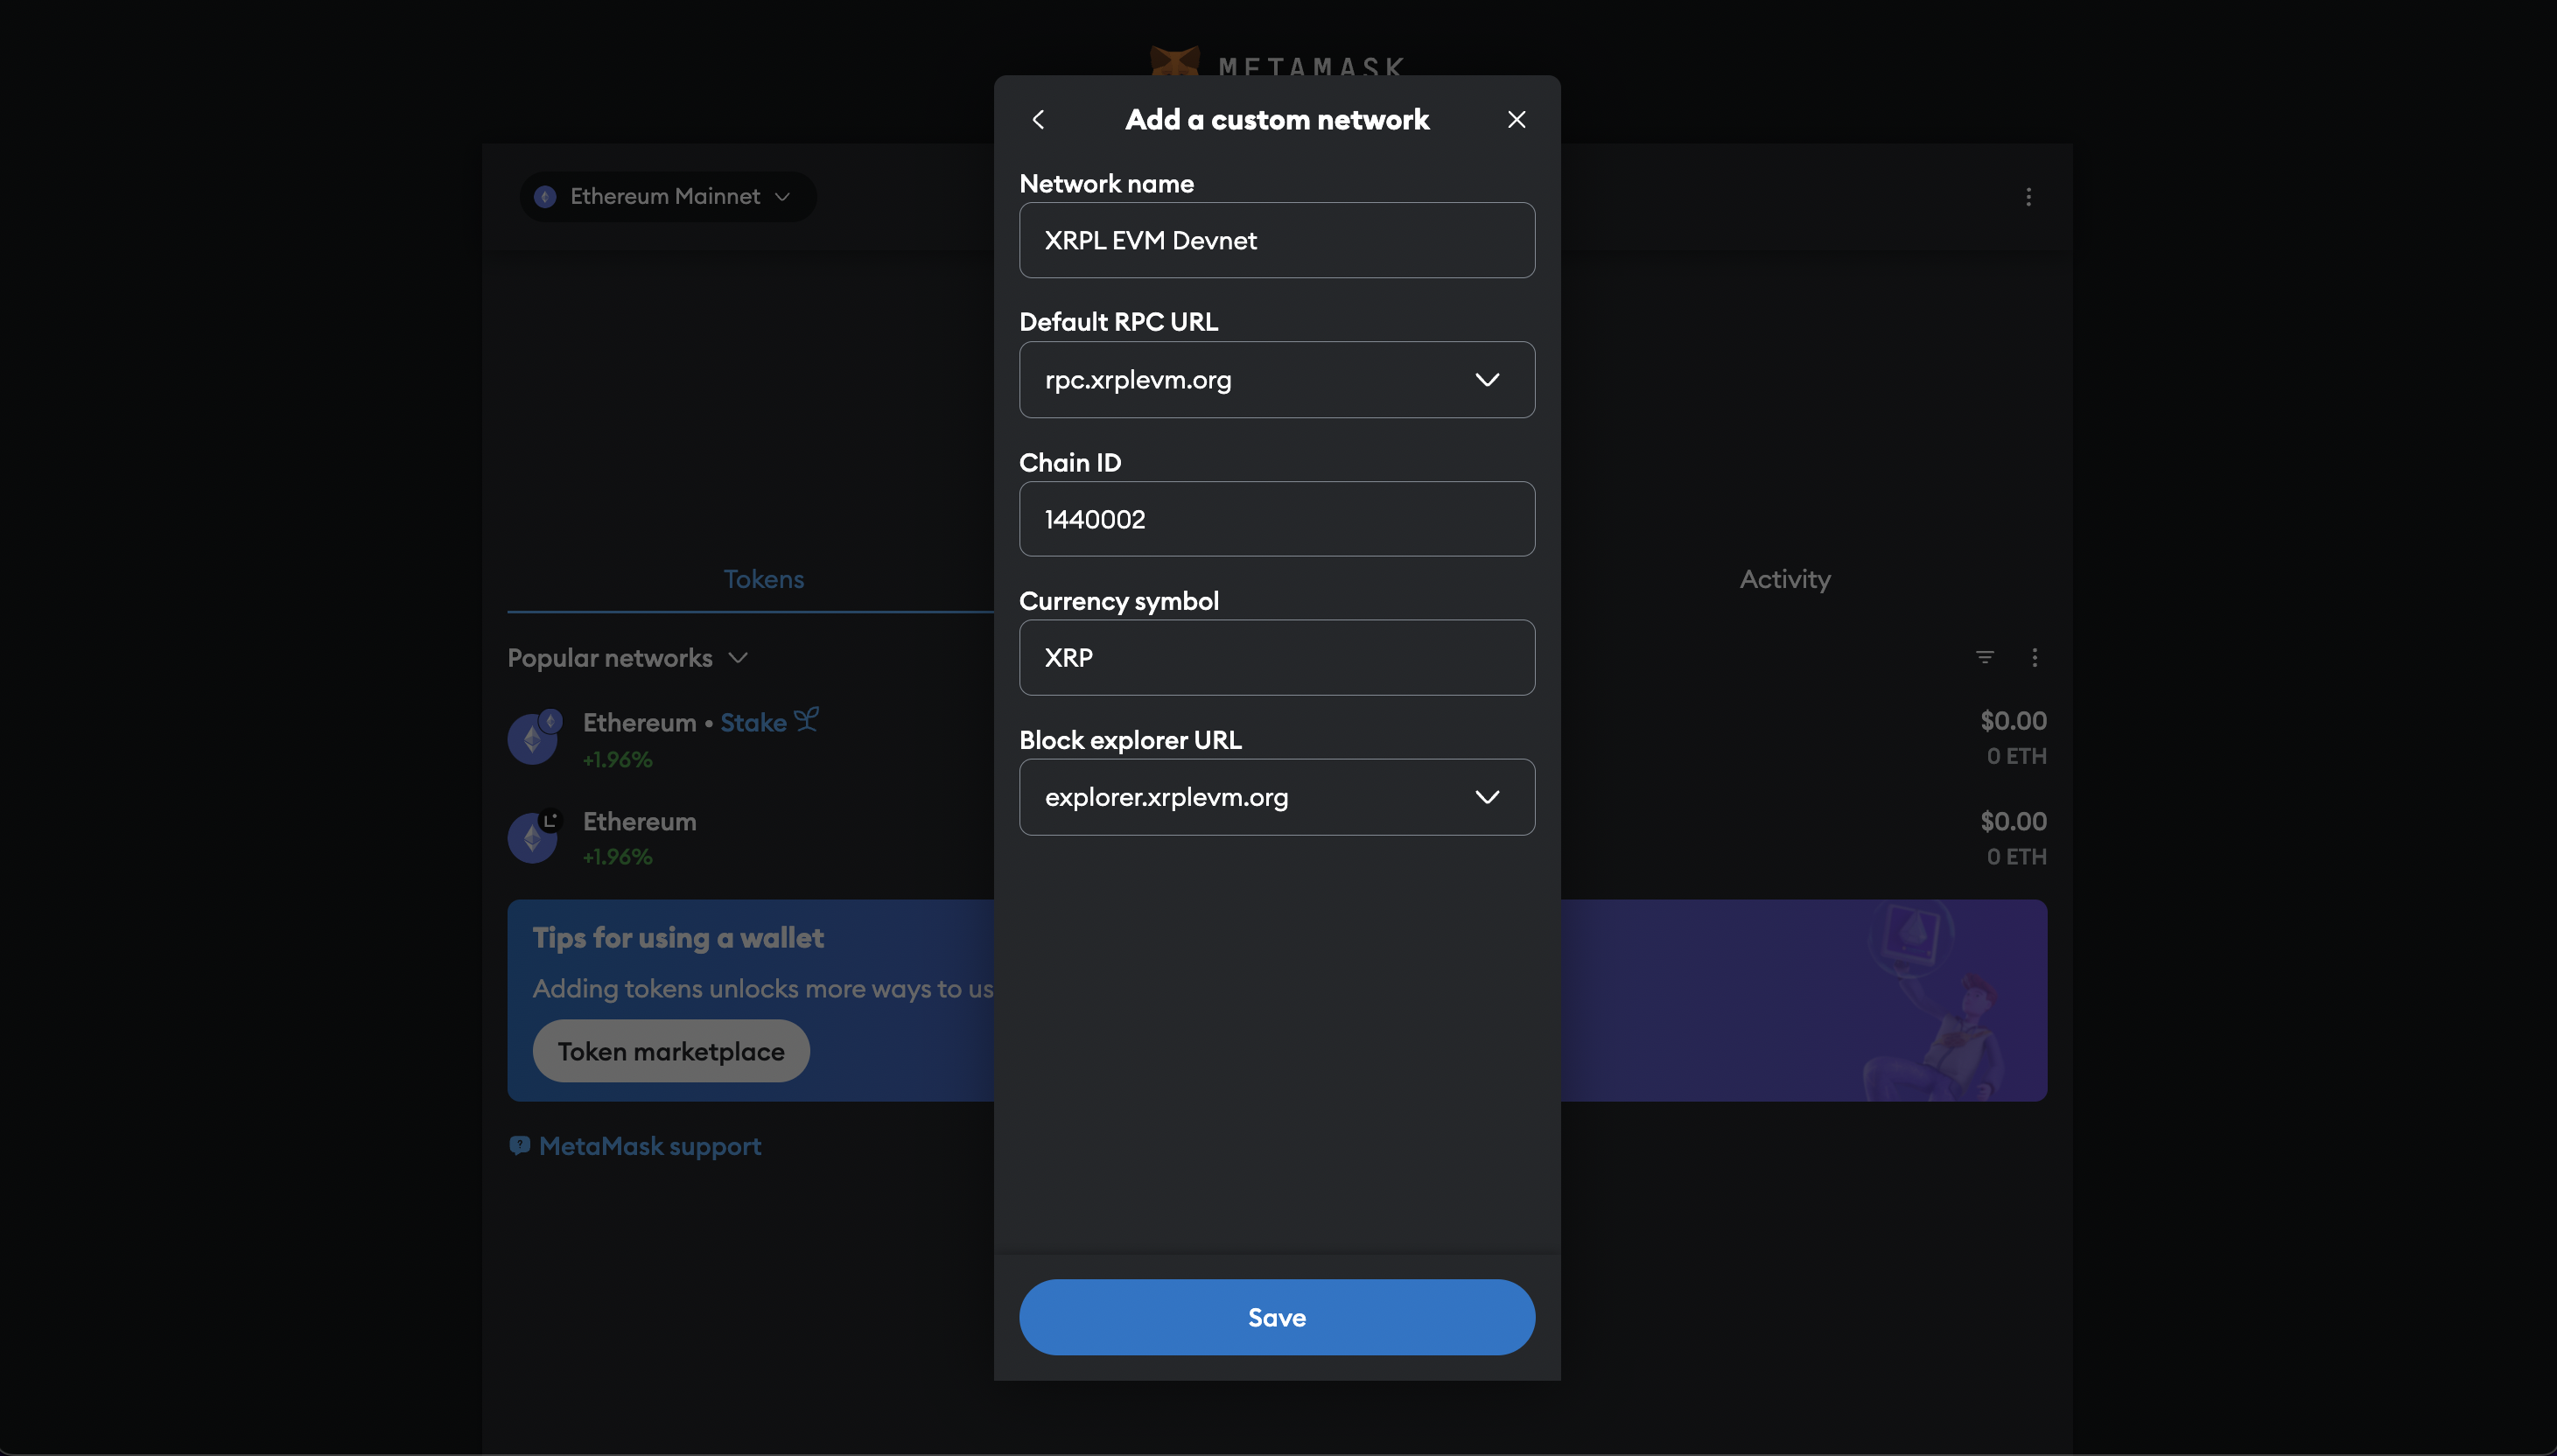 METAMASK
Add a custom network
Ethereum Mainnet
Network name
XRPL EVM Devnet
Default RPC URL
rpc.xrplevm.org
Chain ID
1440002
Currency symbol
XRP
Block explorer URL
explorer.xrplevm.org
Save
Tokens
Activity
Popular networks
Ethereum • Stake
+1.96%
$0.00
0 ETH
Ethereum
+1.96%
$0.00
0 ETH
Tips for using a wallet
Adding tokens unlocks more ways to us
Token marketplace
MetaMask support